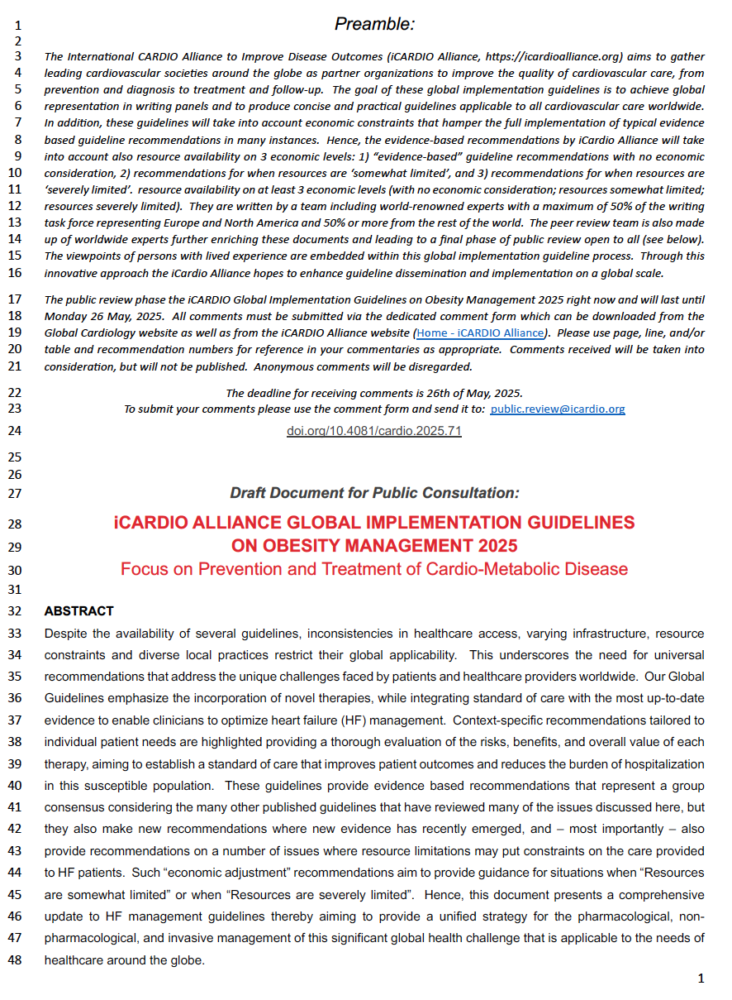 1 Preamble:
2
3 The International CARDIO Alliance to Improve Disease Outcomes (iCARDIO Alliance, https://icardioalliance.org) aims to gather
4 leading cardiovascular societies around the globe as partner organizations to improve the quality of cardiovascular care, from
5 prevention and diagnosis to treatment and follow-up. The goal of these global implementation guidelines is to achieve global
6 representation in writing panels and to produce concise and practical guidelines applicable to all cardiovascular care worldwide.
7 In addition, these guidelines will take into account economic constraints that hamper the full implementation of typical evidence
8 based guideline recommendations in many instances. Hence, the evidence-based recommendations by iCardio Alliance will take
9 into account also resource availability on 3 economic levels: 1) “evidence-based” guideline recommendations with no economic
10 consideration, 2) recommendations for when resources are ‘somewhat limited’, and 3) recommendations for when resources are
11 ‘severely limited’. resource availability on at least 3 economic levels (with no economic consideration; resources somewhat limited;
12 resources severely limited). They are written by a team including world-renowned experts with a maximum of 50% of the writing
13 task force representing Europe and North America and 50% or more from the rest of the world. The peer review team is also made
14 up of worldwide experts further enriching these documents and leading to a final phase of public review open to all (see below).
15 The viewpoints of persons with lived experience are embedded within this global implementation guideline process. Through this
16 innovative approach the iCardio Alliance hopes to enhance guideline dissemination and implementation on a global scale.
17 The public review phase the iCARDIO Global Implementation Guidelines on Obesity Management 2025 right now and will last until
18 Monday 26 May, 2025. All comments must be submitted via the dedicated comment form which can be downloaded from the
19 Global Cardiology website as well as from the iCARDIO Alliance website (Home - iCARDIO Alliance). Please use page, line, and/or
20 table and recommendation numbers for reference in your commentaries as appropriate. Comments received will be taken into
21 consideration, but will not be published. Anonymous comments will be disregarded.
22 The deadline for receiving comments is 26th of May, 2025.
23 To submit your comments please use the comment form and send it to: public.review@icardio.org
24 doi.org/10.4081/cardio.2025.71
25
26
27 Draft Document for Public Consultation:
28 iCARDIO ALLIANCE GLOBAL IMPLEMENTATION GUIDELINES
29 ON OBESITY MANAGEMENT 2025
30 Focus on Prevention and Treatment of Cardio-Metabolic Disease
31
32 ABSTRACT
33 Despite the availability of several guidelines, inconsistencies in healthcare access, varying infrastructure, resource
34 constraints and diverse local practices restrict their global applicability. This underscores the need for universal
35 recommendations that address the unique challenges faced by patients and healthcare providers worldwide. Our Global
36 Guidelines emphasize the incorporation of novel therapies, while integrating standard of care with the most up-to-date
37 evidence to enable clinicians to optimize heart failure (HF) management. Context-specific recommendations tailored to
38 individual patient needs are highlighted providing a thorough evaluation of the risks, benefits, and overall value of each
39 therapy, aiming to establish a standard of care that improves patient outcomes and reduces the burden of hospitalization
40 in this susceptible population. These guidelines provide evidence based recommendations that represent a group
41 consensus considering the many other published guidelines that have reviewed many of the issues discussed here, but
42 they also make new recommendations where new evidence has recently emerged, and – most importantly – also
43 provide recommendations on a number of issues where resource limitations may put constraints on the care provided
44 to HF patients. Such “economic adjustment” recommendations aim to provide guidance for situations when “Resources
45 are somewhat limited” or when “Resources are severely limited”. Hence, this document presents a comprehensive
46 update to HF management guidelines thereby aiming to provide a unified strategy for the pharmacological, non-
47 pharmacological, and invasive management of this significant global health challenge that is applicable to the needs of
48 healthcare around the globe.
1